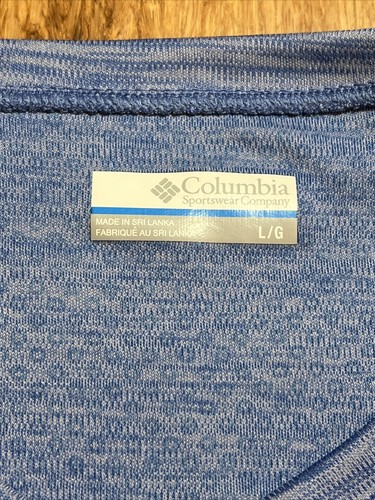 Columbia
Sportswear Company
MADE IN SRI LANKA
FABRIQUÉ AU SRI LANKA
L/G